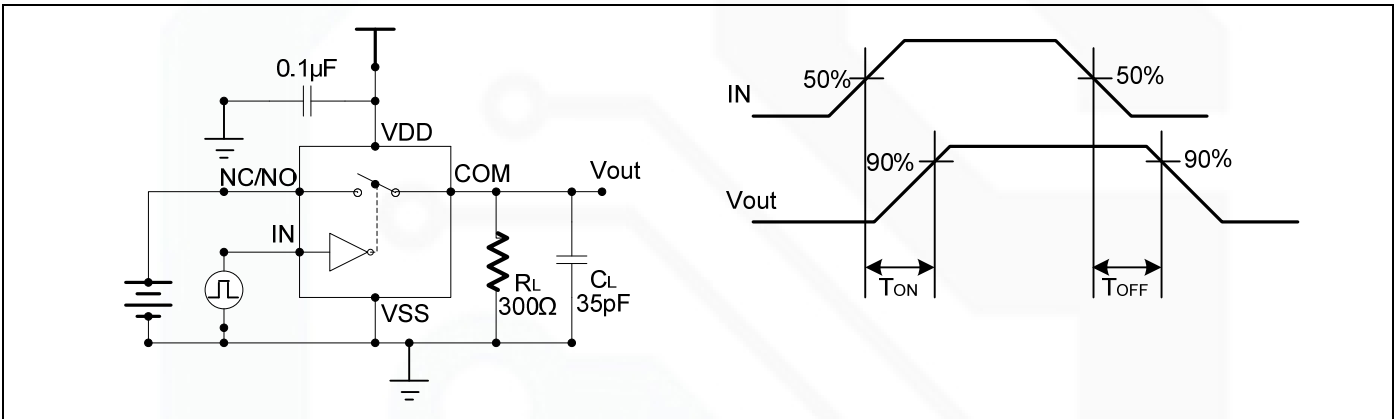 0.1µF
VDD
NC/NO
COM
Vout
IN
RL
300Ω
CL
35pF
VSS
IN
50%
50%
90%
90%
Vout
TON
TOFF